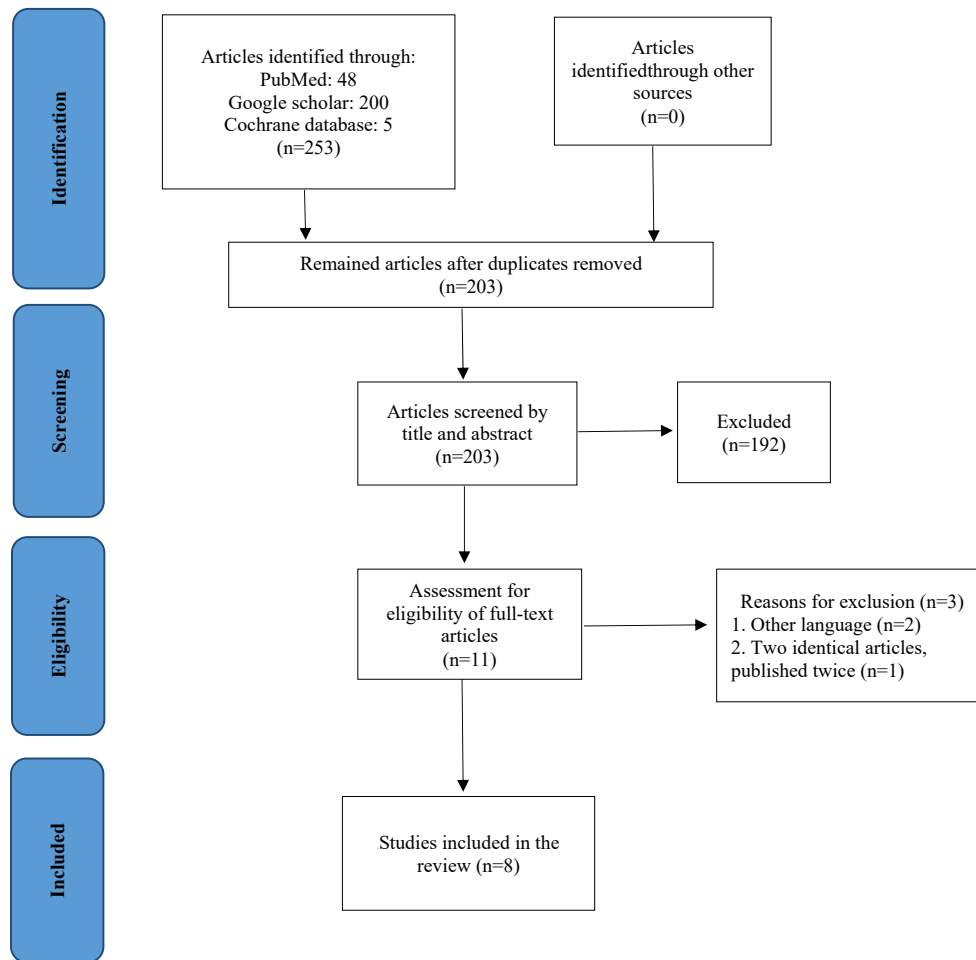 Identification
Articles identified through:
PubMed: 48
Google scholar: 200
Cochrane database: 5
(n=253)
Articles
identifiedthrough other
sources
(n=0)
Remained articles after duplicates removed
(n=203)
Screening
Articles screened by
title and abstract
(n=203)
Excluded
(n=192)
Eligibility
Assessment for
eligibility of full-text
articles
(n=11)
Reasons for exclusion (n=3)
1. Other language (n=2)
2. Two identical articles,
published twice (n=1)
Included
Studies included in the
review (n=8)